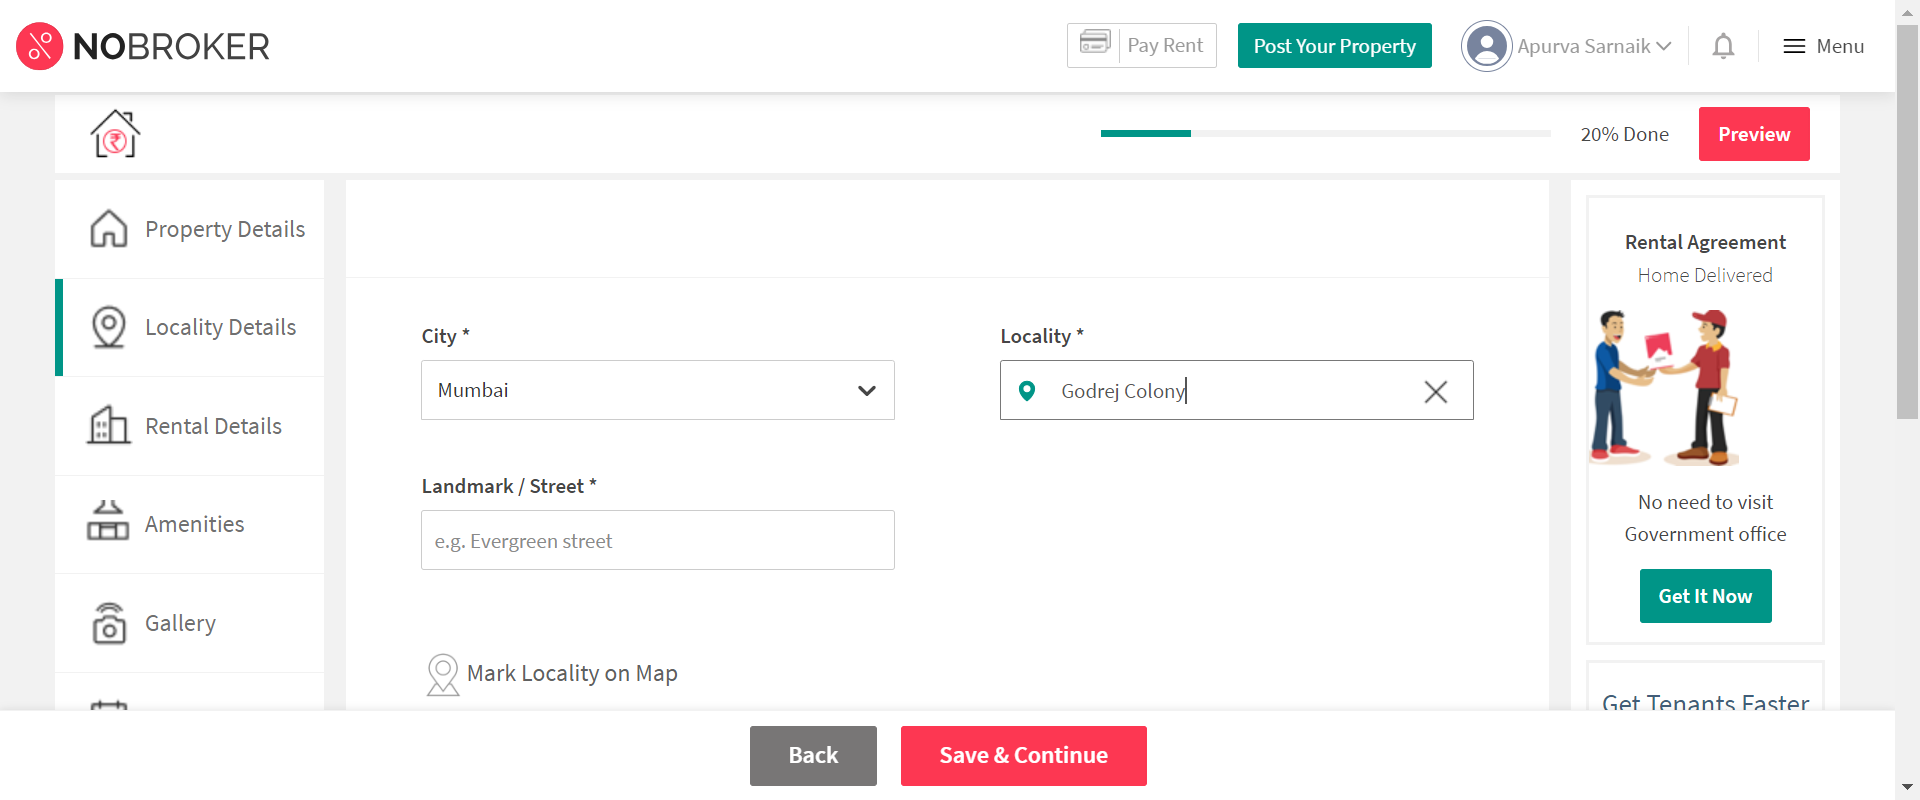 NOBROKER
Pay Rent
Post Your Property
Apurva Sarnaik
Menu
₹
20% Done
Preview
Property Details
Locality Details
Rental Details
Amenities
Gallery
City *
Mumbai
Locality *
Godrej Colony
Landmark / Street *
e.g. Evergreen street
Mark Locality on Map
Rental Agreement
Home Delivered
No need to visit
Government office
Get It Now
Get Tenants Faster
Back
Save & Continue